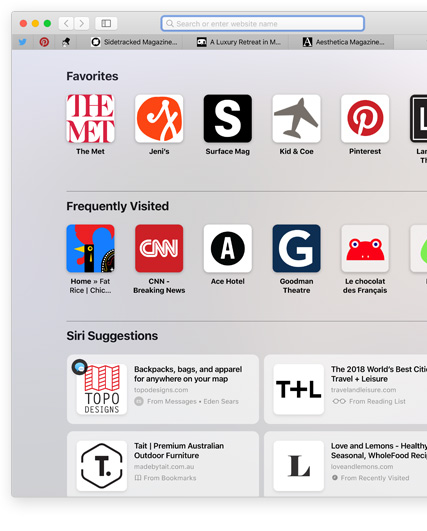 Search or enter website name
Sidetracked Magazine...
A Luxury Retreat in M...
Aesthetica Magazine...
Favorites
THE
MET
S
The Met
Jeni's
Surface Mag
Kid & Coe
Pinterest
Lan
Th
Frequently Visited
CNN
A
G
Home » Fat
Rice | Chic...
CNN -
Breaking News
Ace Hotel
Goodman
Theatre
Le chocolat
des Français
Siri Suggestions
TOPO
DESIGNS
Backpacks, bags, and apparel
for anywhere on your map
topodesigns.com
From Messages • Eden Sears
T+L
The 2018 World's Best Citi
Travel + Leisure
travelandleisure.com
From Reading List
T.
Tait | Premium Australian
Outdoor Furniture
madebytait.com.au
From Bookmarks
L
Love and Lemons - Healthy
Seasonal, WholeFood Reci
loveandlemons.com
From Recently Visited